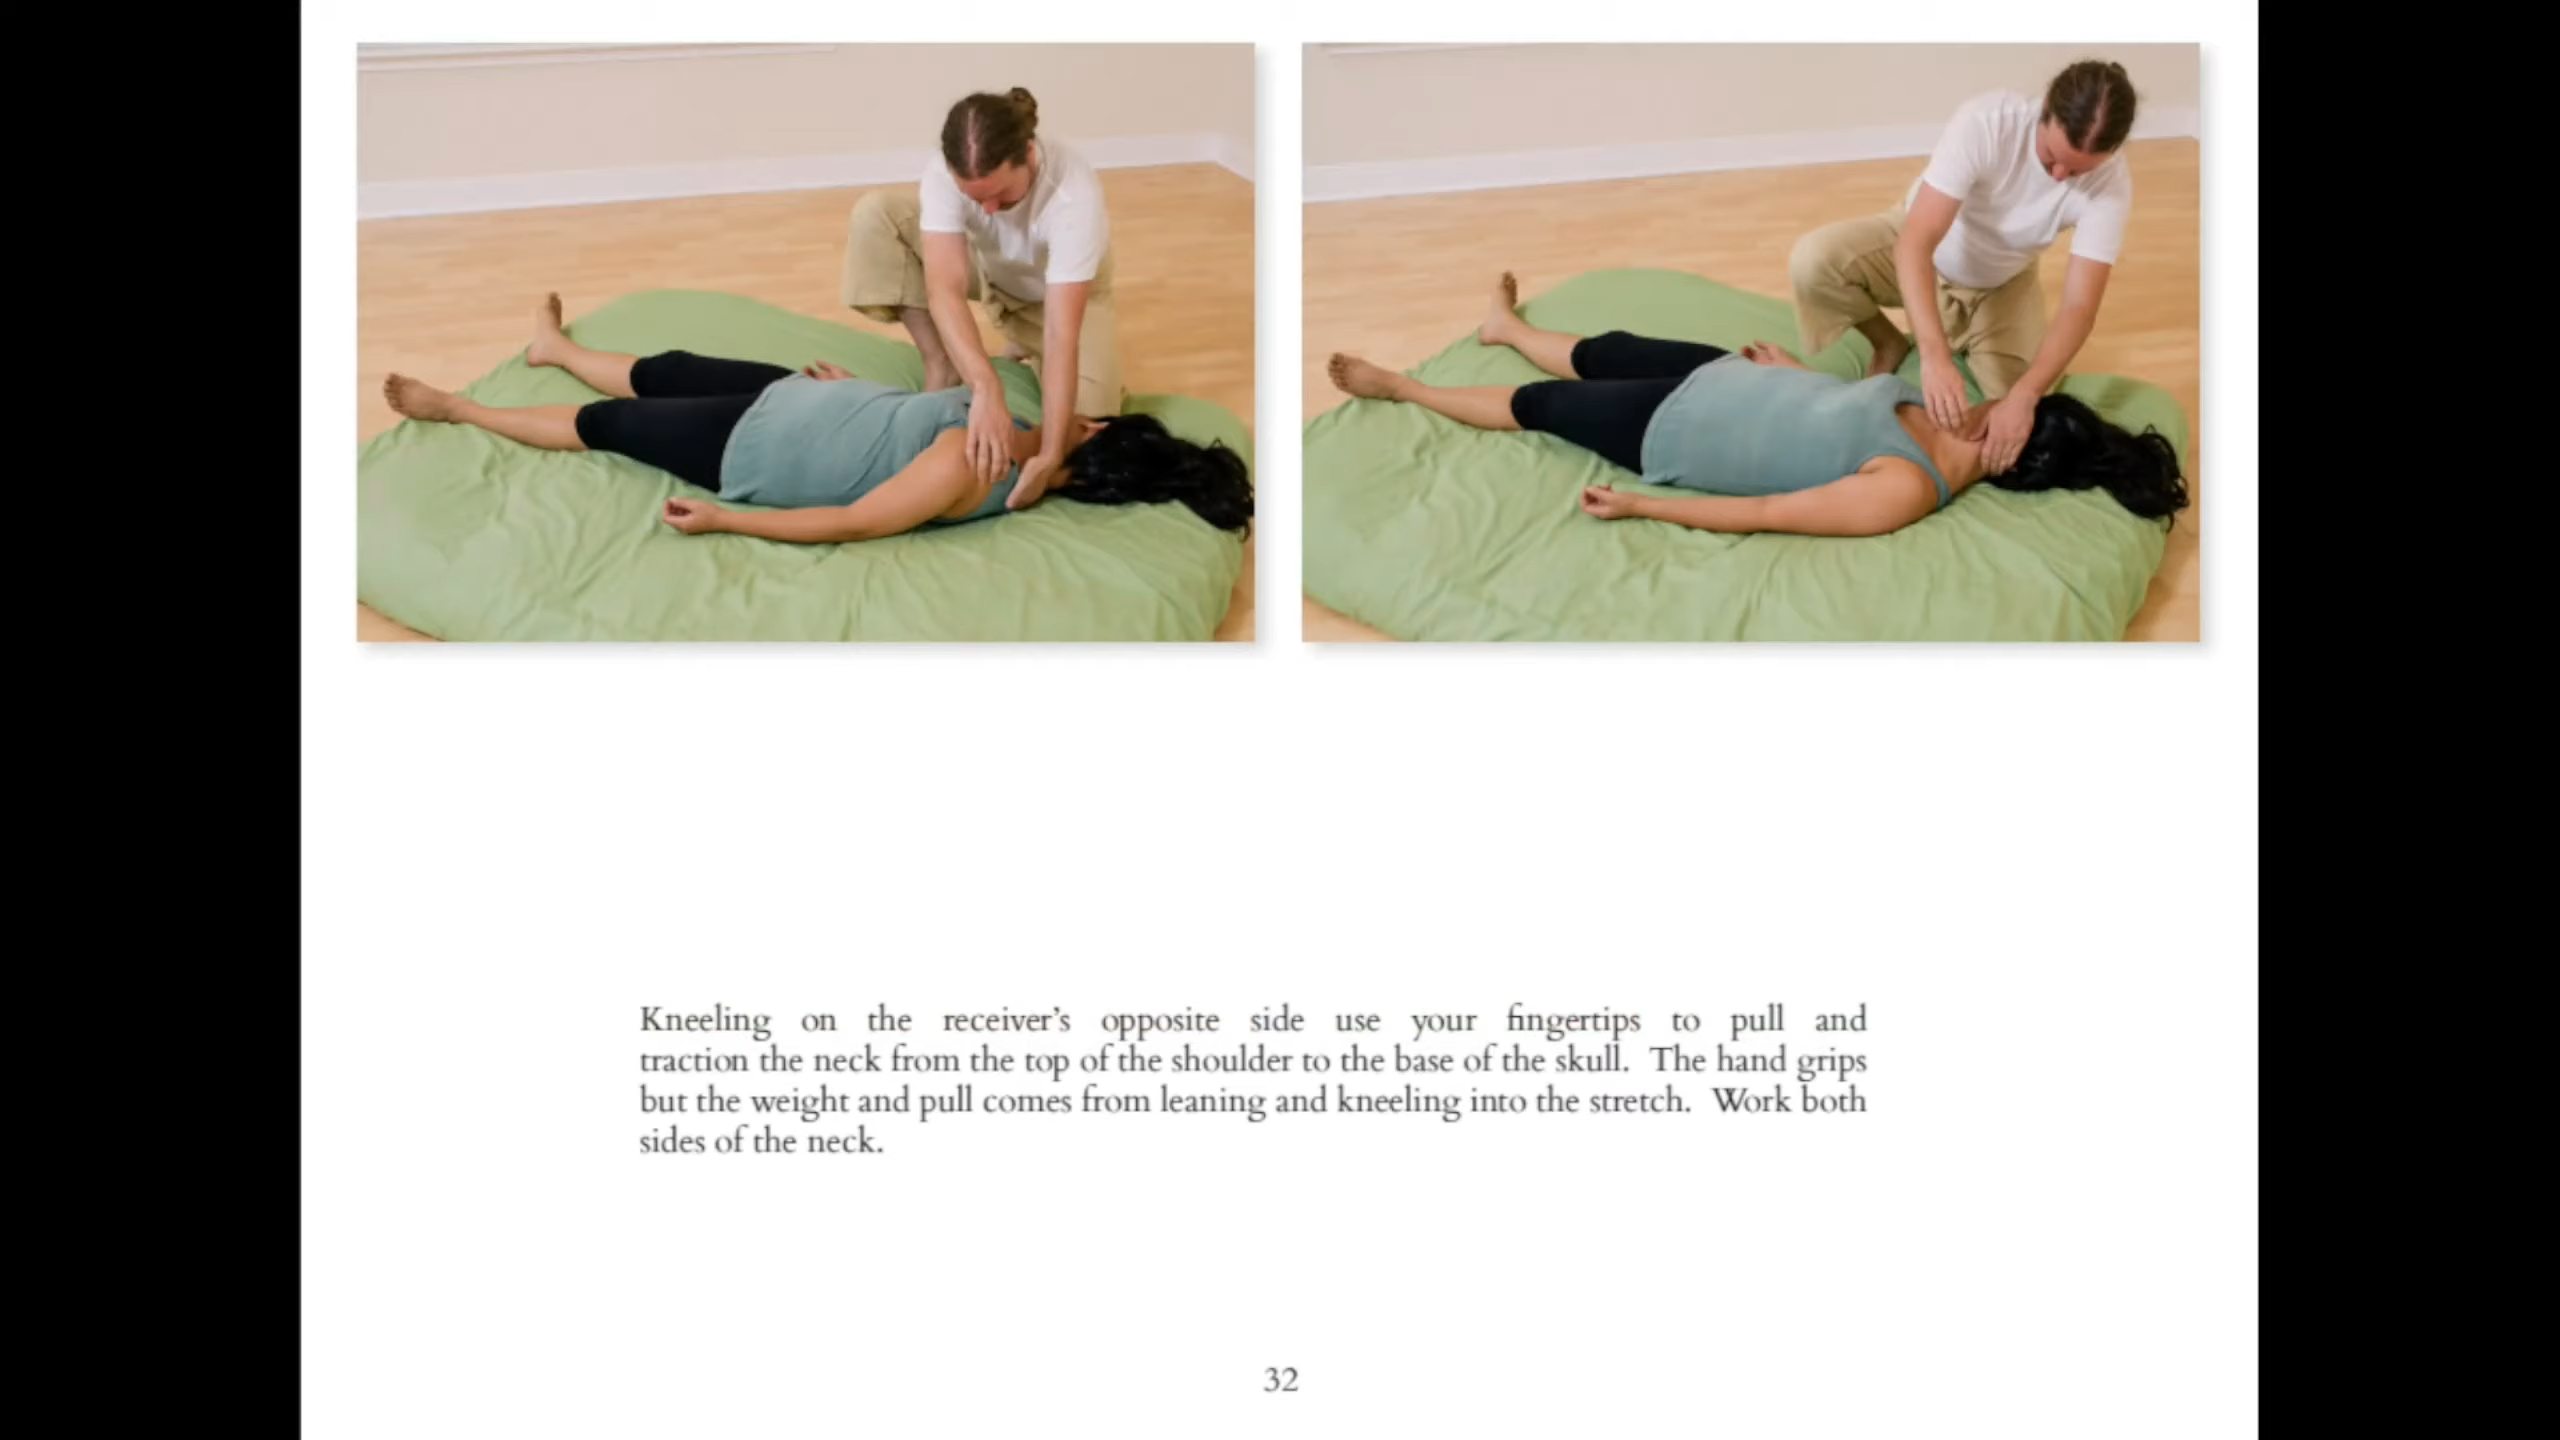 Kneeling on the receiver's opposite side use your fingertips to pull and
traction the neck from the top of the shoulder to the base of the skull. The hand grips
but the weight and pull comes from leaning and kneeling into the stretch. Work both
sides of the neck.
32